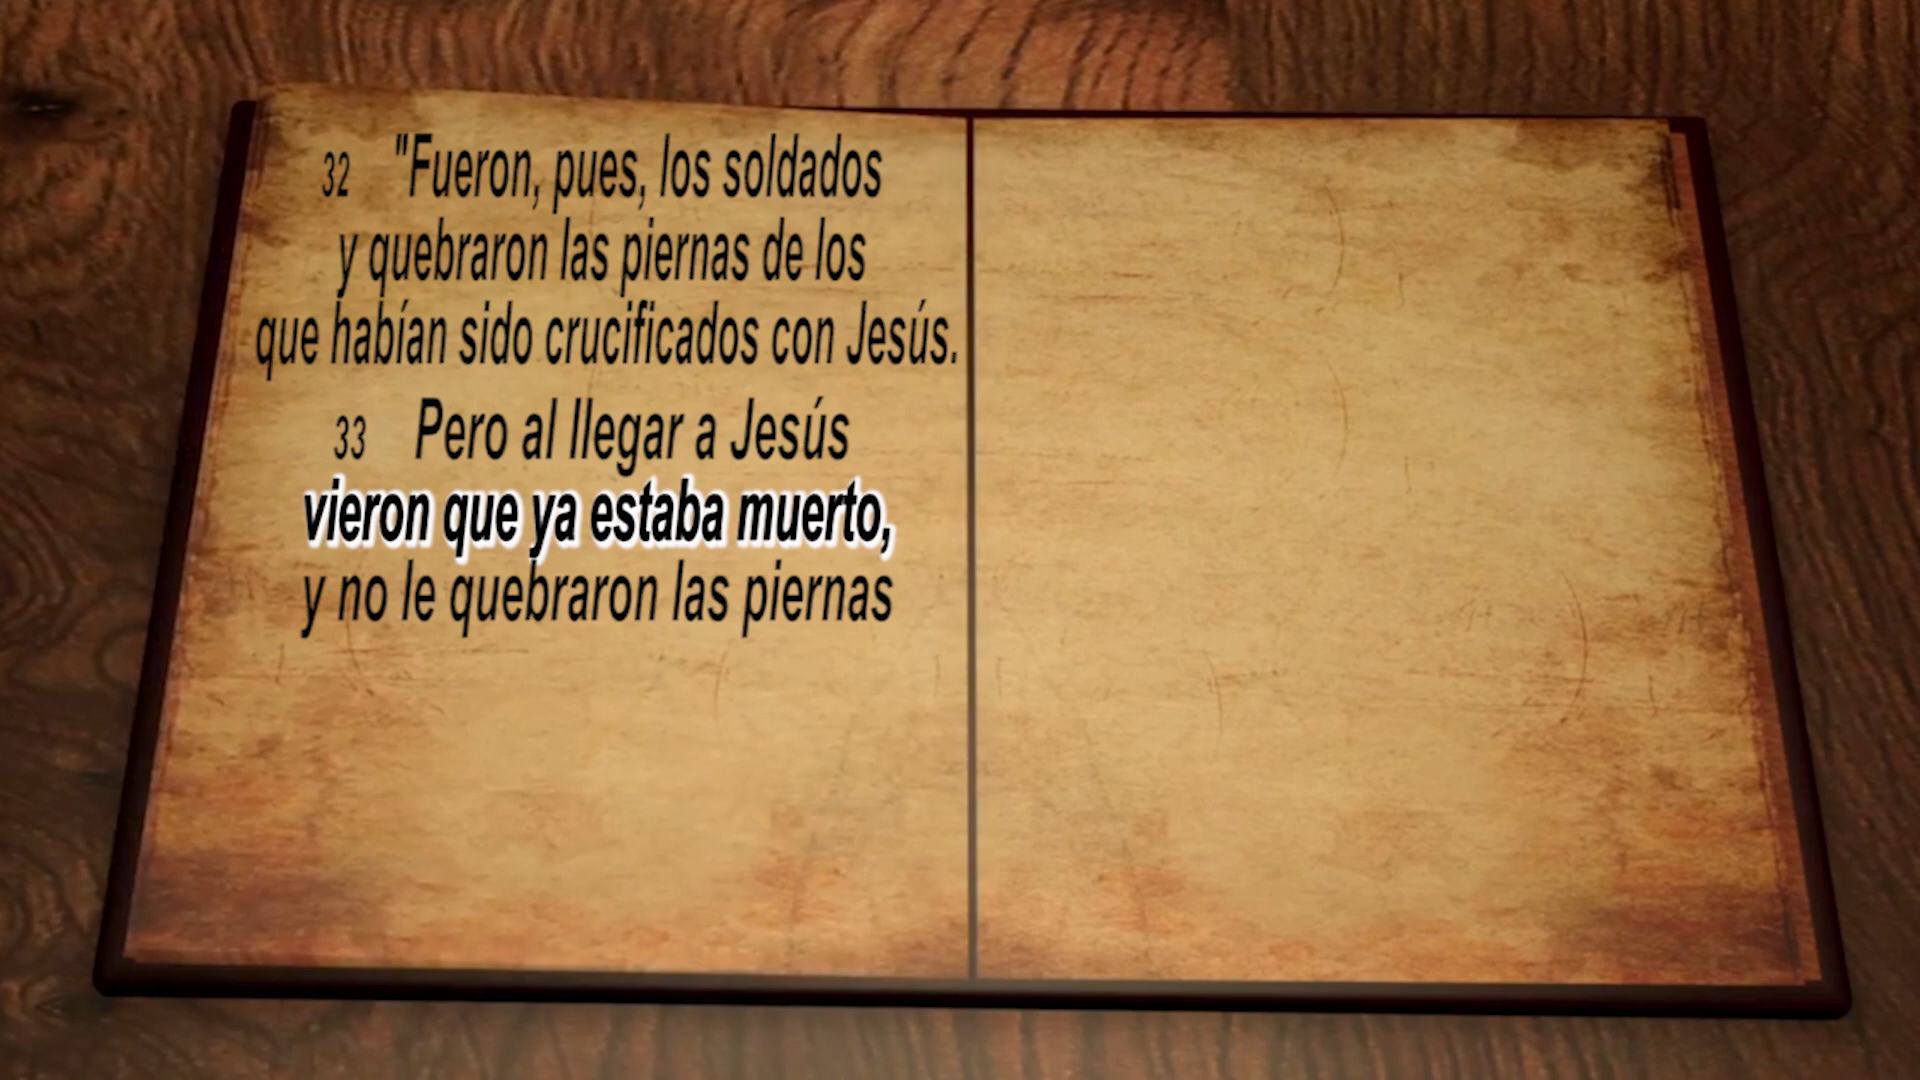 32 "Fueron, pues, los soldados
y quebraron las piernas de los
que habían sido crucificados con Jesús.
33 Pero al llegar a Jesús
vieron que ya estaba muerto,
y no le quebraron las piernas